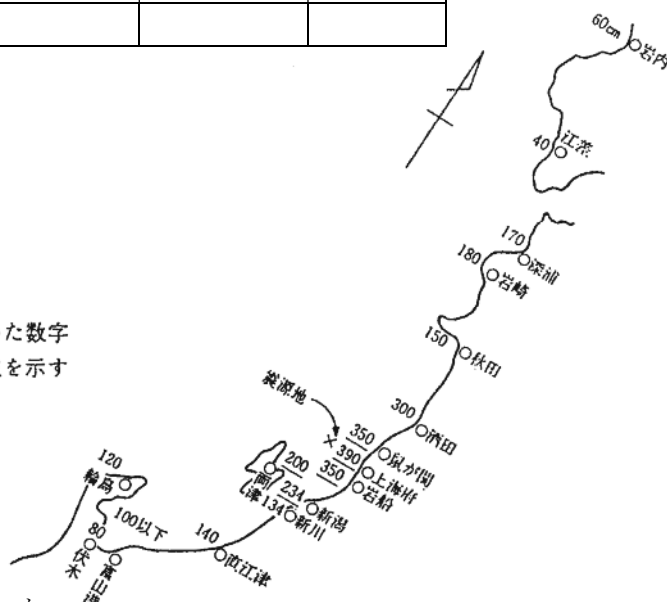 60cm
岩内
40
江差
170
深浦
180
岩崎
150
秋田
た数字
を示す
震源地
300
酒田
350
鼠が関
390
上海府
350
岩船
200
両津
234
新潟
134
新川
120
輪島
100以下
140
直江津
80
伏木
富山港